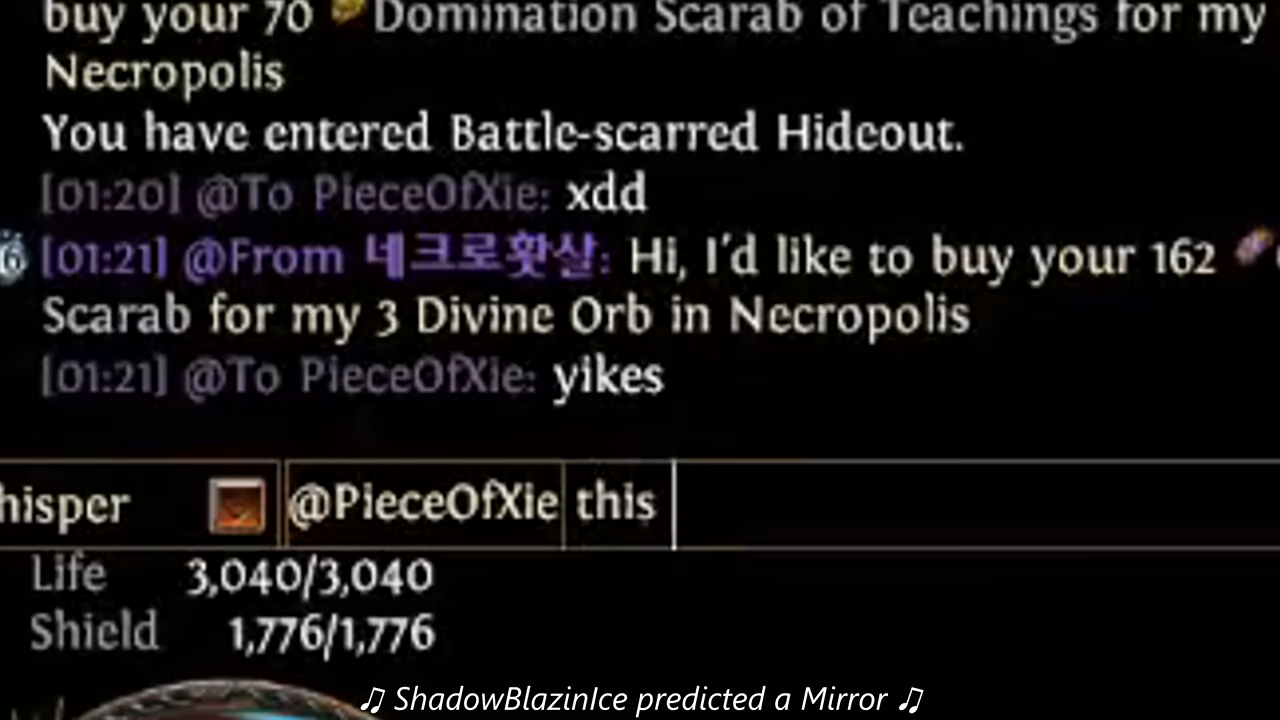 buy your 70 Domination Scarab of Teachings for my
Necropolis
You have entered Battle-scarred Hideout.
[01:20] @To PieceOfXie: xdd
[01:21] @From 네크로홧살: Hi, I'd like to buy your 162
Scarab for my 3 Divine Orb in Necropolis
[01:21] @To PieceOfXie: yikes
hisper @PieceOfXie this
Life 3,040/3,040
Shield 1,776/1,776
♫ ShadowBlazinIce predicted a Mirror ♫